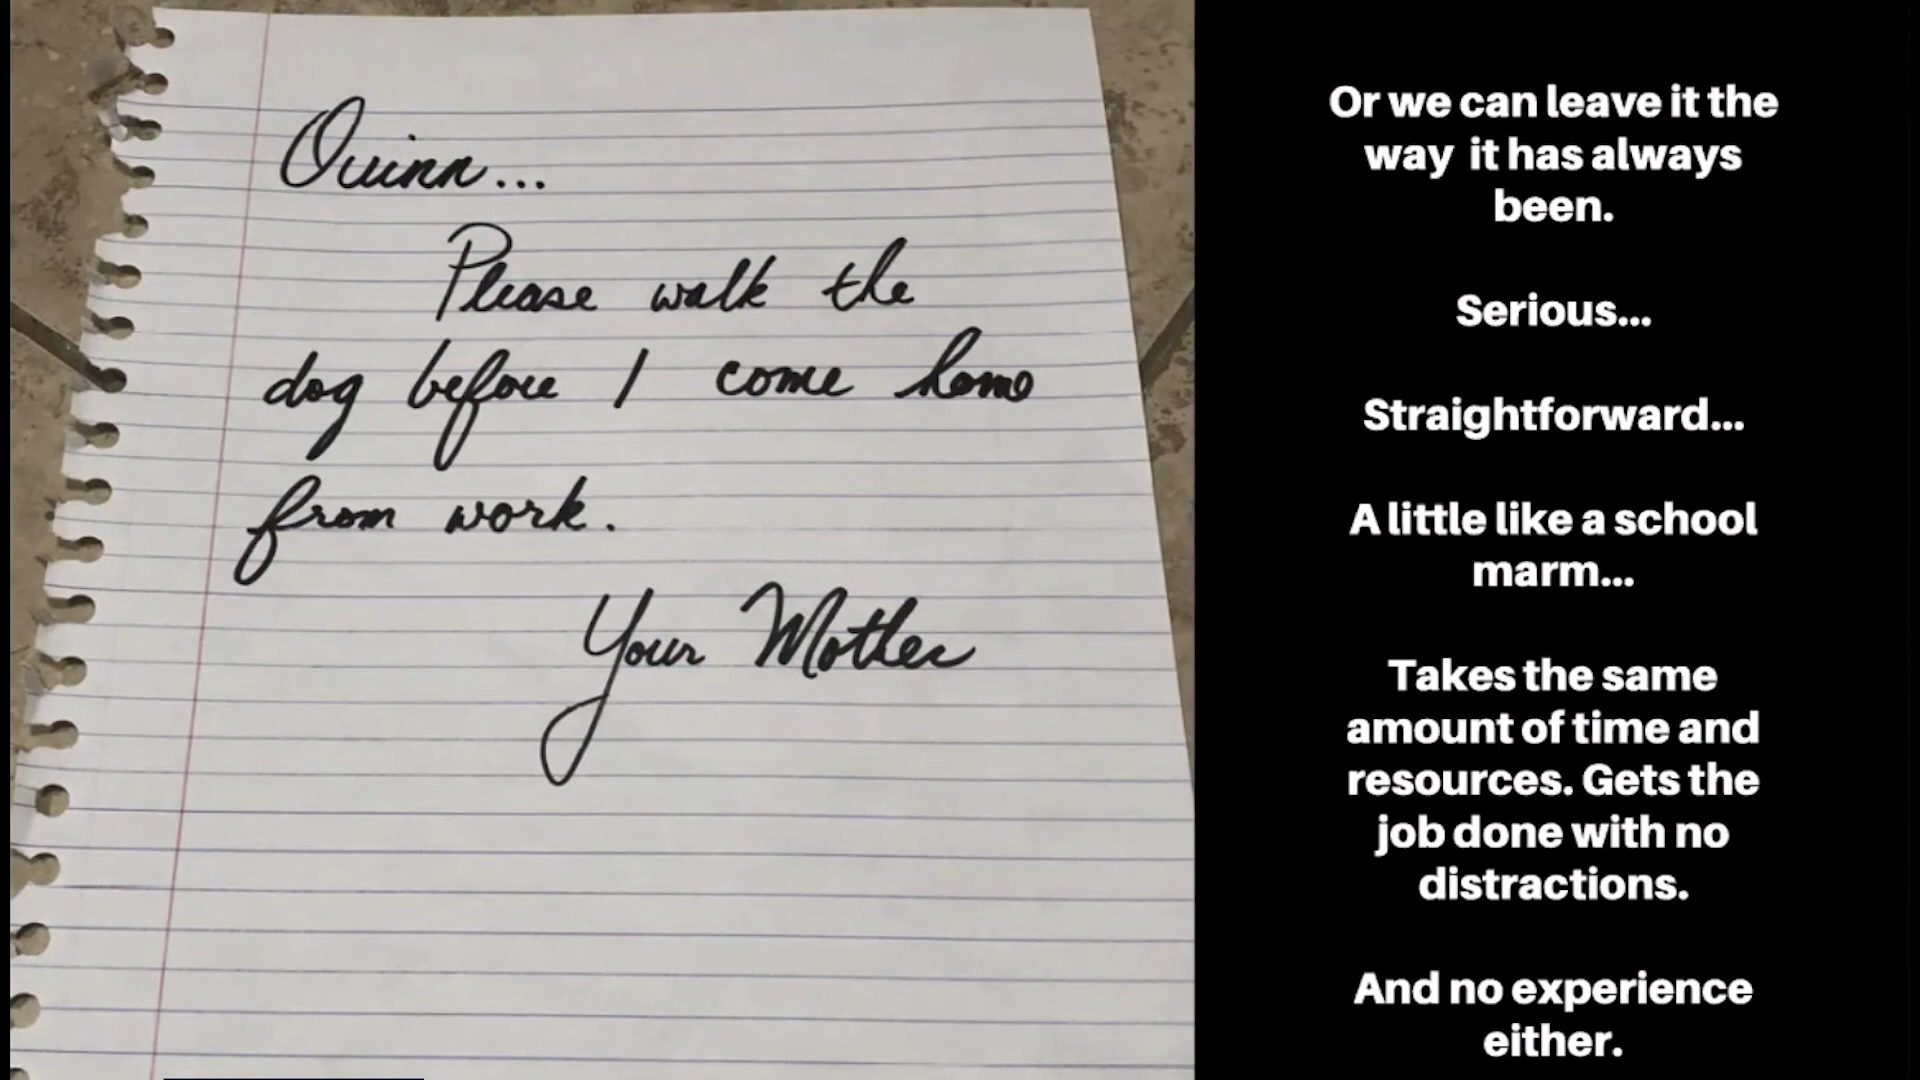 Quinn...
Please walk the
dog before I come home
from work.
Your Mother
Or we can leave it the
way it has always
been.
Serious...
Straightforward...
A little like a school
marm...
Takes the same
amount of time and
resources. Gets the
job done with no
distractions.
And no experience
either.